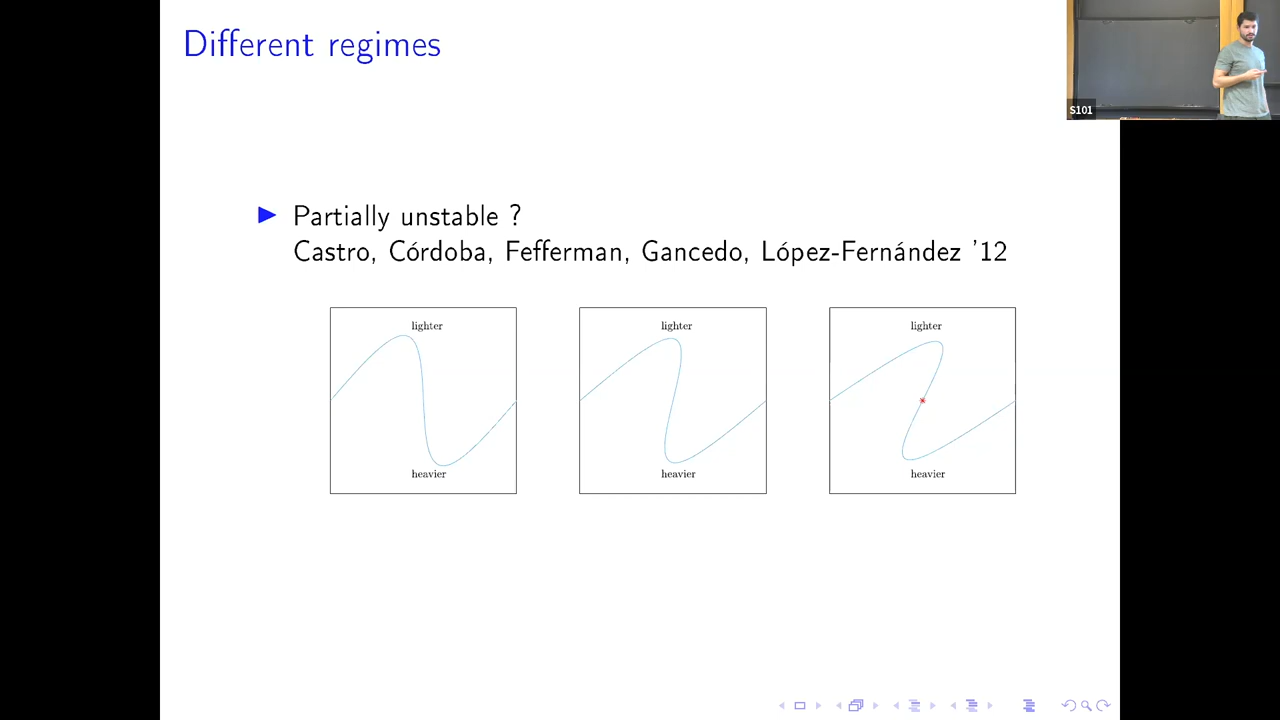 Different regimes
S101
Partially unstable ?
Castro, Córdoba, Fefferman, Gancedo, López-Fernández '12
lighter
lighter
lighter
heavier
heavier
heavier